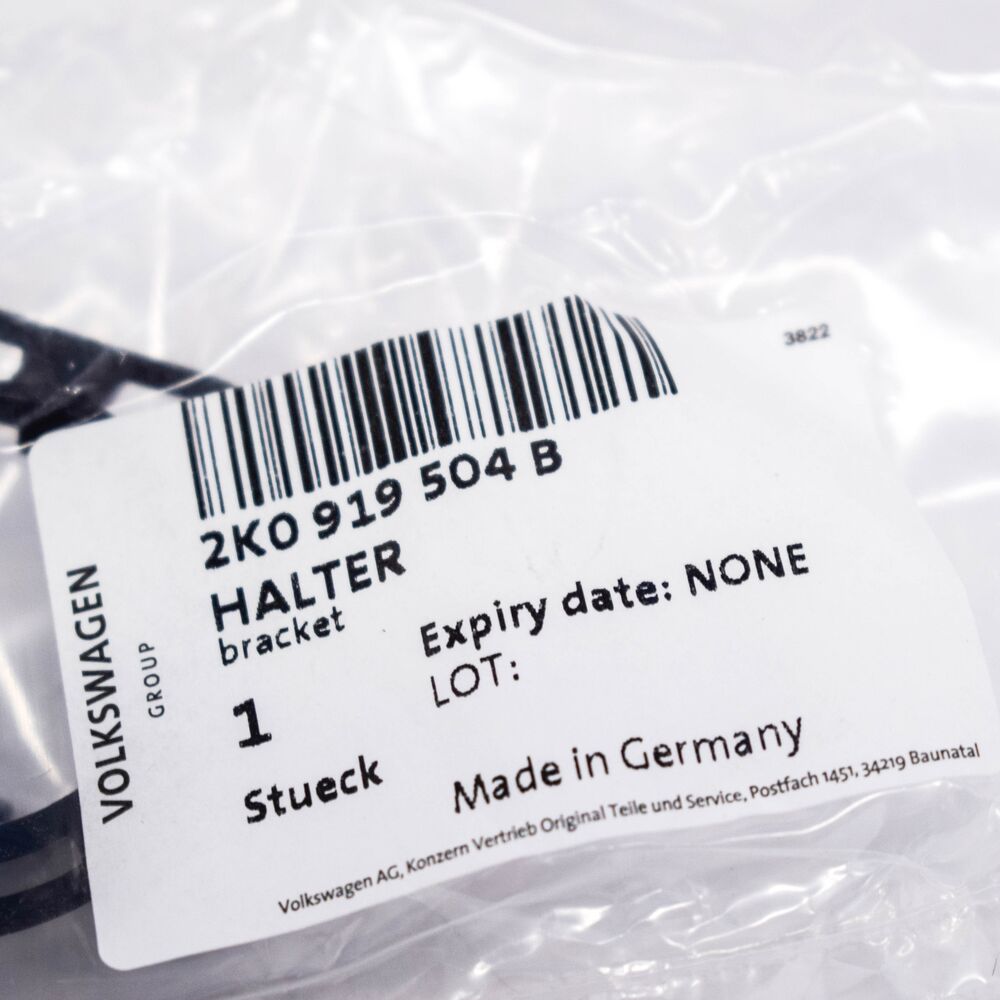 3822
2K0 919 504 B
HALTER
bracket
Expiry date: NONE
LOT:
1
Stueck
Made in Germany
Volkswagen AG, Konzern Vertrieb Original Teile und Service, Postfach 1451, 34219 Baunatal
VOLKSWAGEN
GROUP